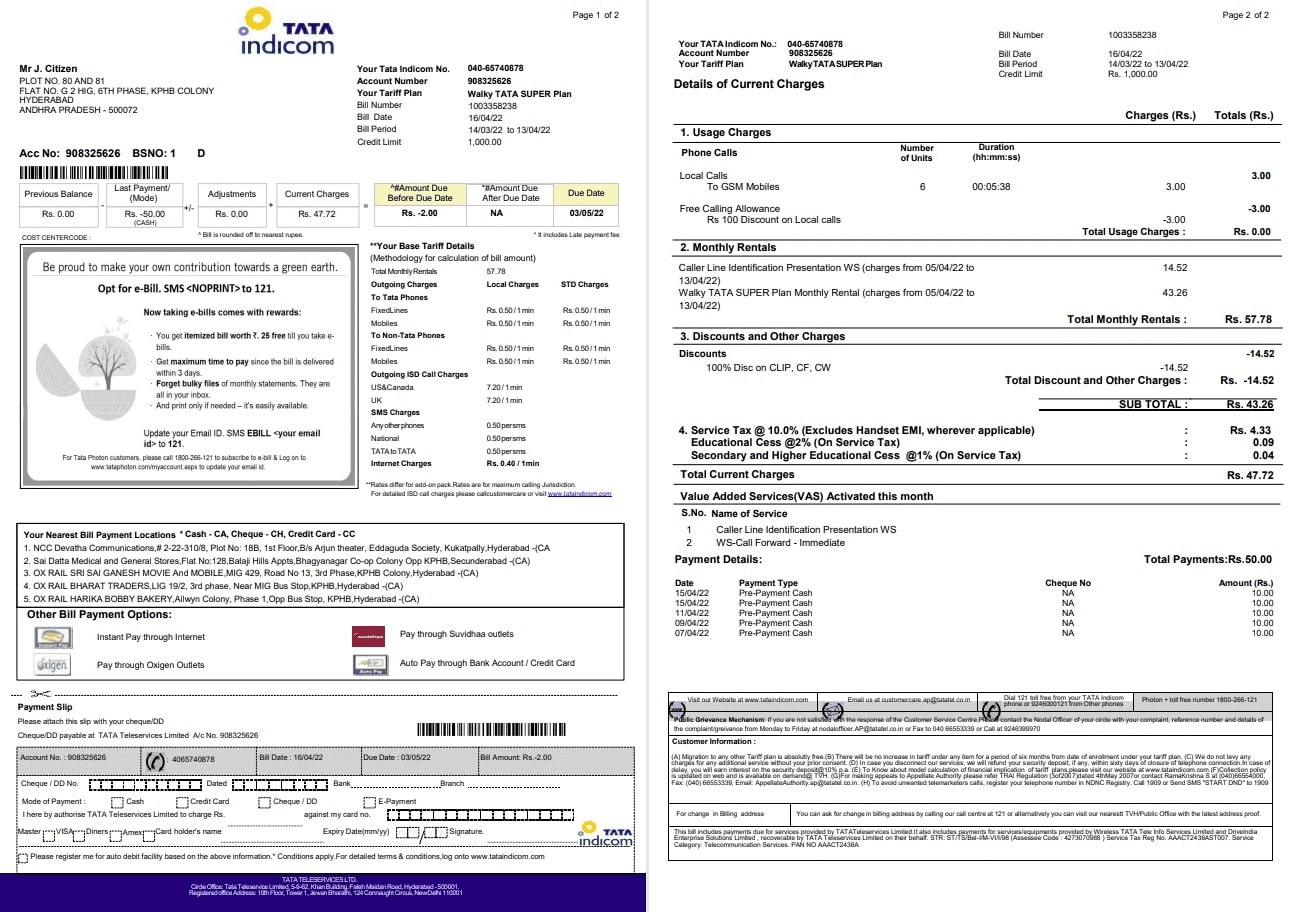 Page 1 of 2
TATA
indicom
Mr J. Citizen
PLOT NO. 80 AND 81
FLAT NO. G 2 HIG, 6TH PHASE, KPHB COLONY
HYDERABAD
ANDHRA PRADESH - 500072
Your Tata Indicom No. 040-65740878
Account Number 908325626
Your Tariff Plan Walky TATA SUPER Plan
Bill Number 1003358238
Bill Date 16/04/22
Bill Period 14/03/22 to 13/04/22
Credit Limit 1,000.00
Acc No: 908325626 BSNO: 1 D
Previous Balance Last Payment/ (Mode) Adjustments Current Charges ^#Amount Due Before Due Date *#Amount Due After Due Date Due Date
Rs. 0.00 - Rs. -50.00 (CASH) +/- Rs. 0.00 + Rs. 47.72 = Rs. -2.00 NA 03/05/22
^ Bill is rounded off to nearest rupee. * It includes Late payment fee
COST CENTERCODE :
Be proud to make your own contribution towards a green earth.
Opt for e-Bill. SMS <NOPRINT> to 121.
Now taking e-bills comes with rewards:
· You get itemized bill worth ₹. 25 free till you take e-
bills.
· Get maximum time to pay since the bill is delivered
within 3 days.
· Forget bulky files of monthly statements. They are
all in your inbox.
· And print only if needed – it's easily available.
Update your Email ID. SMS EBILL <your email
id> to 121.
For Tata Photon customers, please call 1800-266-121 to subscribe to e-bill & Log on to
www.tataphoton.com/myaccount.aspx to update your email id.
**Your Base Tariff Details
(Methodology for calculation of bill amount)
Total Monthly Rentals 57.78
Outgoing Charges Local Charges STD Charges
To Tata Phones
FixedLines Rs. 0.50 / 1 min Rs. 0.50 / 1 min
Mobiles Rs. 0.50 / 1 min Rs. 0.50 / 1 min
To Non-Tata Phones
FixedLines Rs. 0.50 / 1 min Rs. 0.50 / 1 min
Mobiles Rs. 0.50 / 1 min Rs. 0.50 / 1 min
Outgoing ISD Call Charges
US&Canada 7.20 / 1 min
UK 7.20 / 1 min
SMS Charges
Any other phones 0.50 per sms
National 0.50 per sms
TATA to TATA 0.50 per sms
Internet Charges Rs. 0.40 / 1min
**Rates differ for add-on pack.Rates are for maximum calling Jurisdiction.
For detailed ISD call charges please callcustomercare or visit www.tataindicom.com
Your Nearest Bill Payment Locations * Cash - CA, Cheque - CH, Credit Card - CC
1. NCC Devatha Communications,# 2-22-310/8, Plot No: 18B, 1st Floor,B/s Arjun theater, Eddaguda Society, Kukatpally,Hyderabad -(CA
2. Sai Datta Medical and General Stores,Flat No:128,Balaji Hills Appts,Bhagyanagar Co-op Colony Opp KPHB,Secunderabad -(CA)
3. OX RAIL SRI SAI GANESH MOVIE And MOBILE,MIG 429, Road No 13, 3rd Phase,KPHB Colony,Hyderabad -(CA)
4. OX RAIL BHARAT TRADERS,LIG 19/2, 3rd phase, Near MIG Bus Stop,KPHB,Hyderabad -(CA)
5. OX RAIL HARIKA BOBBY BAKERY,Allwyn Colony, Phase 1,Opp Bus Stop, KPHB,Hyderabad -(CA)
Other Bill Payment Options:
Instant Pay through Internet Pay through Suvidhaa outlets
oxigen Pay through Oxigen Outlets Auto Pay Auto Pay through Bank Account / Credit Card
Payment Slip
Please attach this slip with your cheque/DD
Cheque/DD payable at TATA Teleservices Limited A/c No. 908325626
Account No. : 908325626 : 4065740878 Bill Date : 16/04/22 Due Date : 03/05/22 Bill Amount: Rs.-2.00
Cheque / DD No. Dated Bank Branch
Mode of Payment : Cash Credit Card Cheque / DD E-Payment
I here by authorise TATA Teleservices Limited to charge Rs. against my card no.
Master VISA Diners Amex Card holder's name Expiry Date(mm/yy) Signature.
TATA
indicom
Please register me for auto debit facility based on the above information.* Conditions apply.For detailed terms & conditions,log onto www.tataindicom.com
TATA TELESERVICES LTD.
Circle Office: Tata Teleservice Limited, 5-9-62, Khan Building, Fateh Maidan Road, Hyderabad -500001.
Registered office Address: 10th Floor, Tower 1, Jewan Bharathi, 124 Connaught Circus, New Delhi 110001
Page 2 of 2
Your TATA Indicom No.: 040-65740878
Account Number 908325626
Your Tariff Plan Walky TATA SUPER Plan
Bill Number 1003358238
Bill Date 16/04/22
Bill Period 14/03/22 to 13/04/22
Credit Limit Rs. 1,000.00
Details of Current Charges
Charges (Rs.) Totals (Rs.)
1. Usage Charges
Phone Calls Number of Units Duration (hh:mm:ss)
Local Calls 3.00
To GSM Mobiles 6 00:05:38 3.00
Free Calling Allowance -3.00
Rs 100 Discount on Local calls -3.00
Total Usage Charges : Rs. 0.00
2. Monthly Rentals
Caller Line Identification Presentation WS (charges from 05/04/22 to 14.52
13/04/22)
Walky TATA SUPER Plan Monthly Rental (charges from 05/04/22 to 43.26
13/04/22)
Total Monthly Rentals : Rs. 57.78
3. Discounts and Other Charges
Discounts -14.52
100% Disc on CLIP, CF, CW -14.52
Total Discount and Other Charges : Rs. -14.52
SUB TOTAL : Rs. 43.26
4. Service Tax @ 10.0% (Excludes Handset EMI, wherever applicable) : Rs. 4.33
Educational Cess @2% (On Service Tax) : 0.09
Secondary and Higher Educational Cess @1% (On Service Tax) : 0.04
Total Current Charges Rs. 47.72
Value Added Services(VAS) Activated this month
S.No. Name of Service
1 Caller Line Identification Presentation WS
2 WS-Call Forward - Immediate
Payment Details: Total Payments:Rs.50.00
Date Payment Type Cheque No Amount (Rs.)
15/04/22 Pre-Payment Cash NA 10.00
15/04/22 Pre-Payment Cash NA 10.00
11/04/22 Pre-Payment Cash NA 10.00
09/04/22 Pre-Payment Cash NA 10.00
07/04/22 Pre-Payment Cash NA 10.00
Visit our Website at www.tataindicom.com Email us at customercare.ap@tatatel.co.in Dial 121 toll free from your TATA Indicom phone or 9246000121 from Other phones Photon + toll free number 1800-266-121
Public Grievance Mechanism: If you are not satisfied with the response of the Customer Service Centre,Please contact the Nodal Officer of your circle with your complaint, reference number and details of
the complaint/grievance from Monday to Friday at nodalofficer.AP@tatatel.co.in or Fax to 040 66553339 or Call at 9246399970
Customer Information :
(A) Migration to any other Tariff plan is absolutely free (B) There will be no increase in tariff under any item for a period of six months from date of enrollment of tariff plans. (C) We do not levy any
charges for any additional service without your prior consent. (D) In case you disconnect our services, we will refund your security deposit, if any, within sixty days of closure of telephone connection.In case of
delay, you will earn interest on the security deposit@10% p.a. (E) To Know about model calculation of financial implication of tariff plans,please visit our website at www.tataindicom.com.(F)Collection policy
is updated on web and is available on demand@ TVH. (G)For making appeals to Appellate Authority please refer TRAI Regulation (3of2007)dated 4thMay 2007or contact RamaKrishna S at (040)66654000,
Fax: (040) 66553339, Email: AppellateAuthority.ap@tatatel.co.in. (H) To avoid unwanted telemarketers calls, register your telephone number in NDNC Registry. Call 1909 or Send SMS "START DND" to 1909
For change in Billing address You can ask for change in billing address by calling our call centre at 121 or alternatively you can visit our nearestl TVH/Public Office with the latest address proof.
This bill includes payments due for services provided by TATATeleservices Limited.It also includes payments for services/equipments provided by Wireless TATA Tele Info Services Limited and DriveIndia
Enterprises Solutions Limited , recoverable by TATA Teleservices Limited on their behalf. STR. ST/TS/Bel-I/M-VI/I/98 (Assessee Code : 4273070988 ) Service Tax Reg No. AAACT2438AST007. Service
Category: Telecommunication Services. PAN NO AAACT2438A